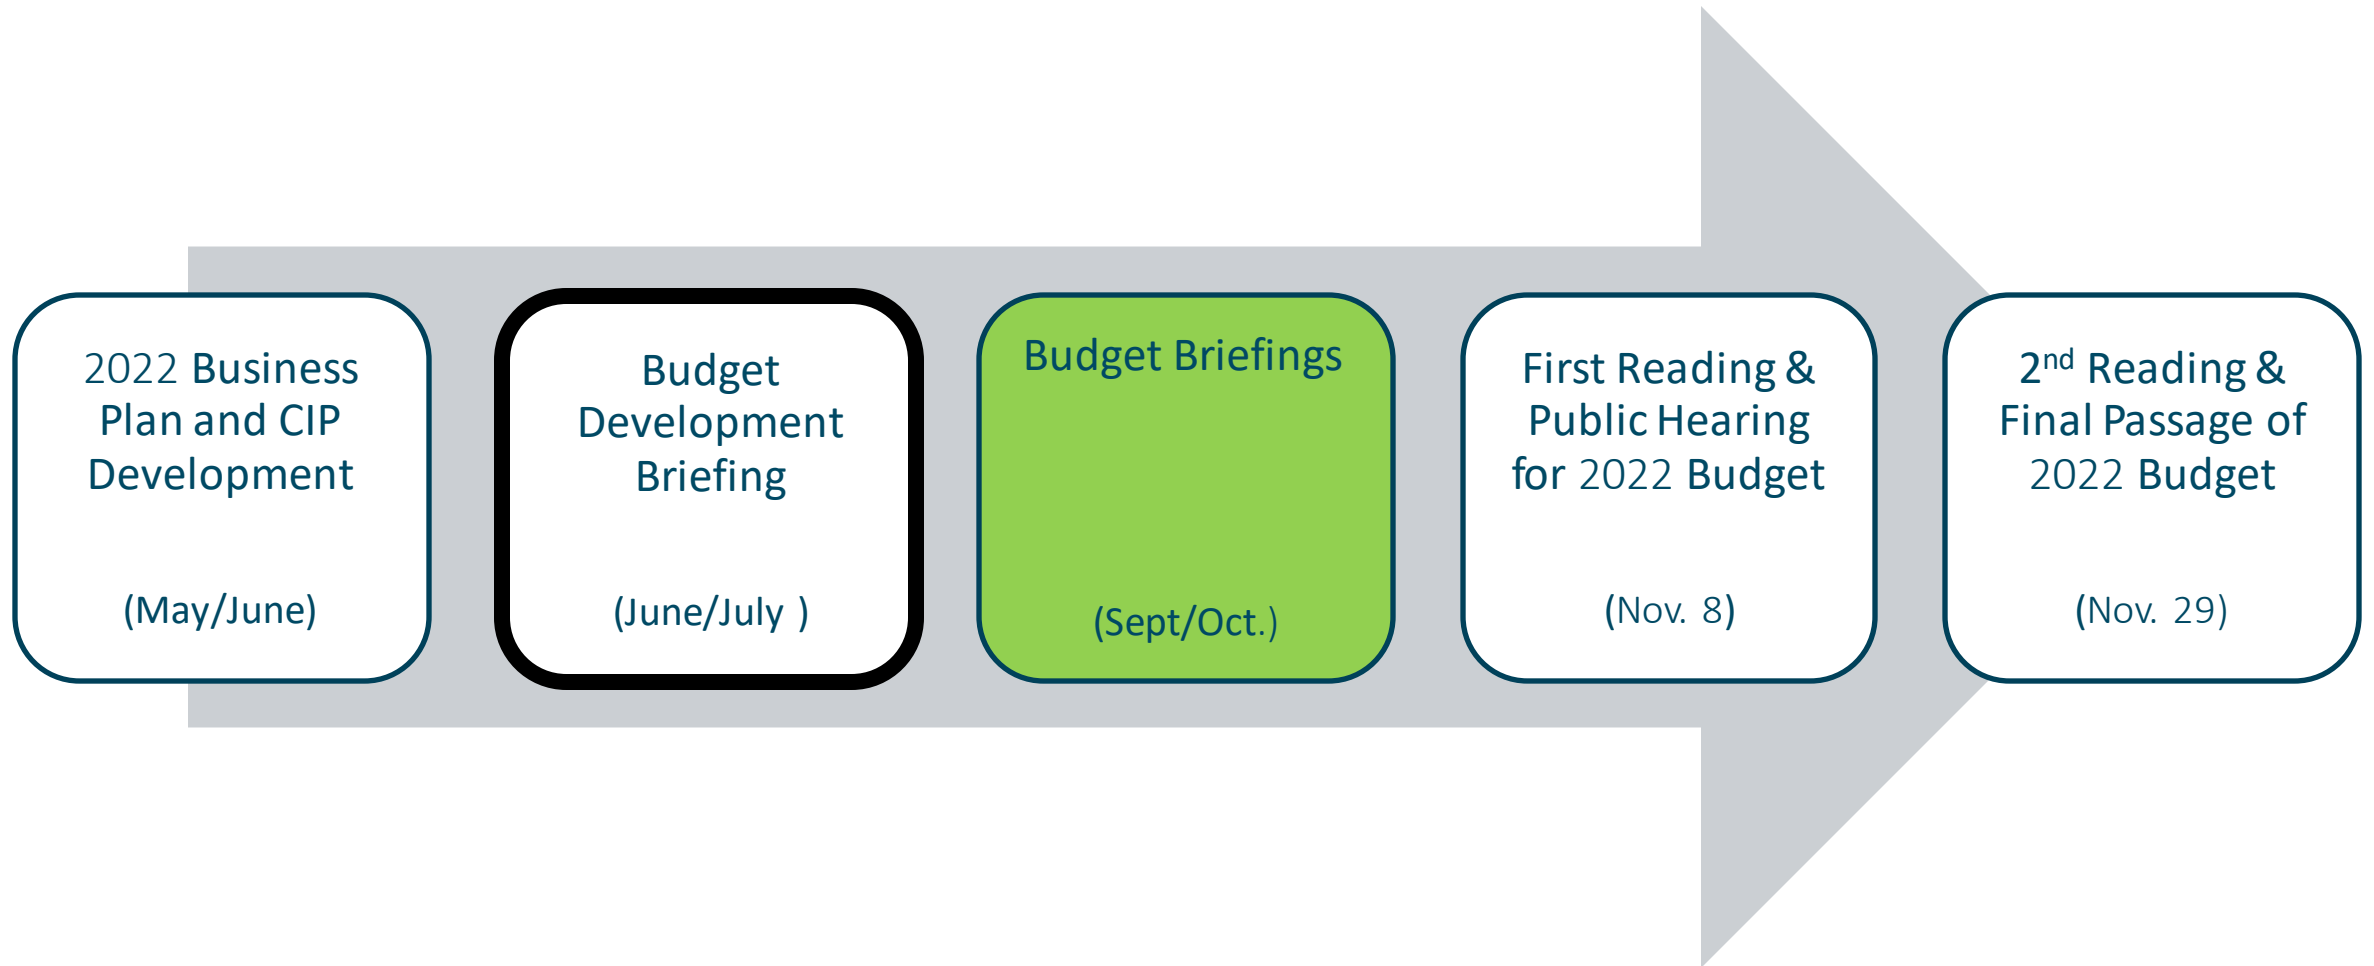 2022 Business
Plan and CIP
Development
(May/June)
Budget
Development
Briefing
(June/July )
Budget Briefings
(Sept/Oct.)
First Reading &
Public Hearing
for 2022 Budget
(Nov. 8)
2nd Reading &
Final Passage of
2022 Budget
(Nov. 29)